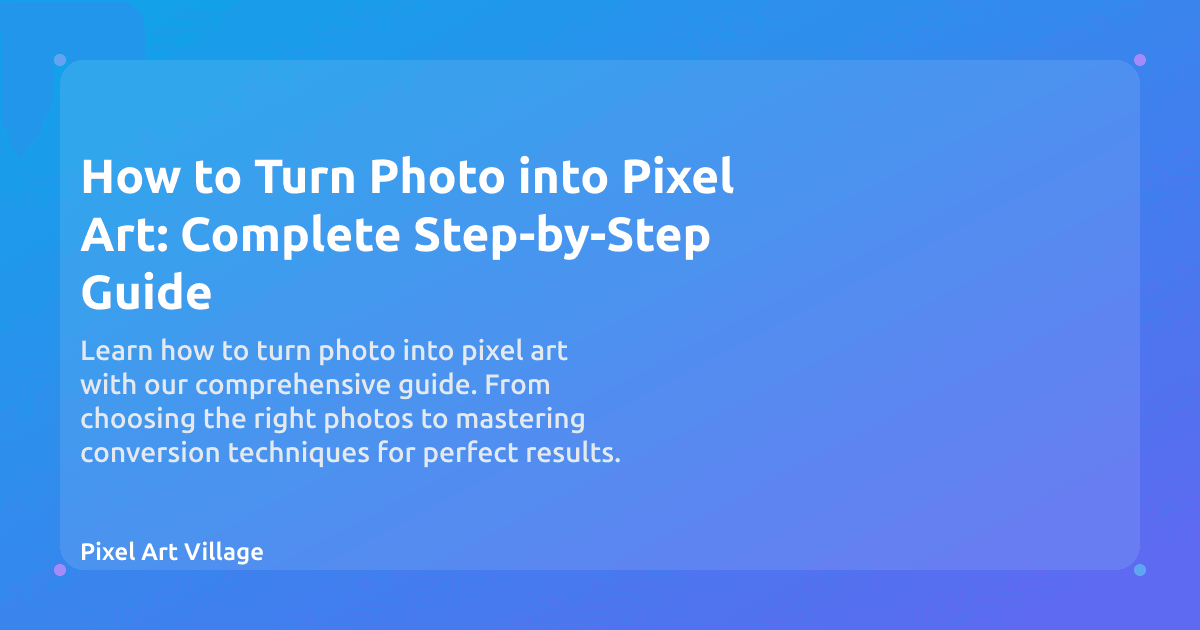 How to Turn Photo into Pixel
Art: Complete Step-by-Step
Guide
Learn how to turn photo into pixel art
with our comprehensive guide. From
choosing the right photos to mastering
conversion techniques for perfect results.
Pixel Art Village